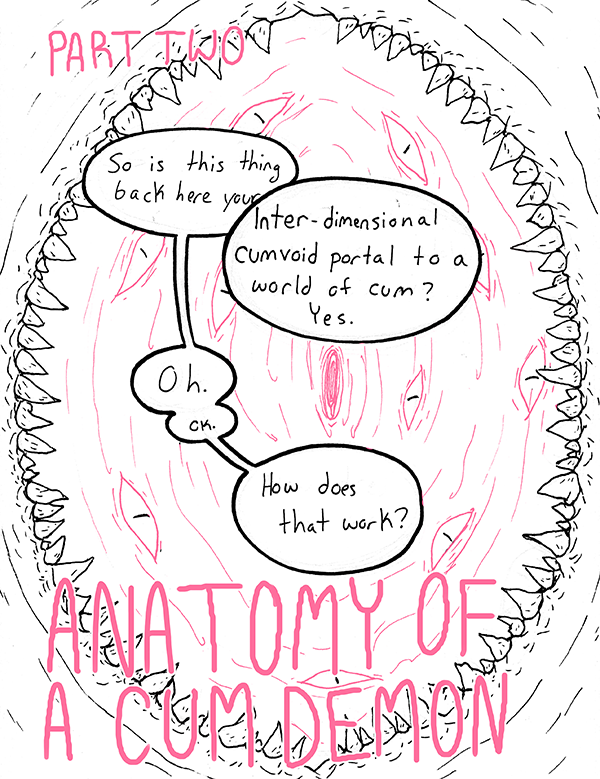 PART TWO
So is this thing
back here your
Inter-dimensional
cumvoid portal to a
world of cum?
Yes.
Oh.
OK.
How does
that work?
ANATOMY OF
A CUM DEMON